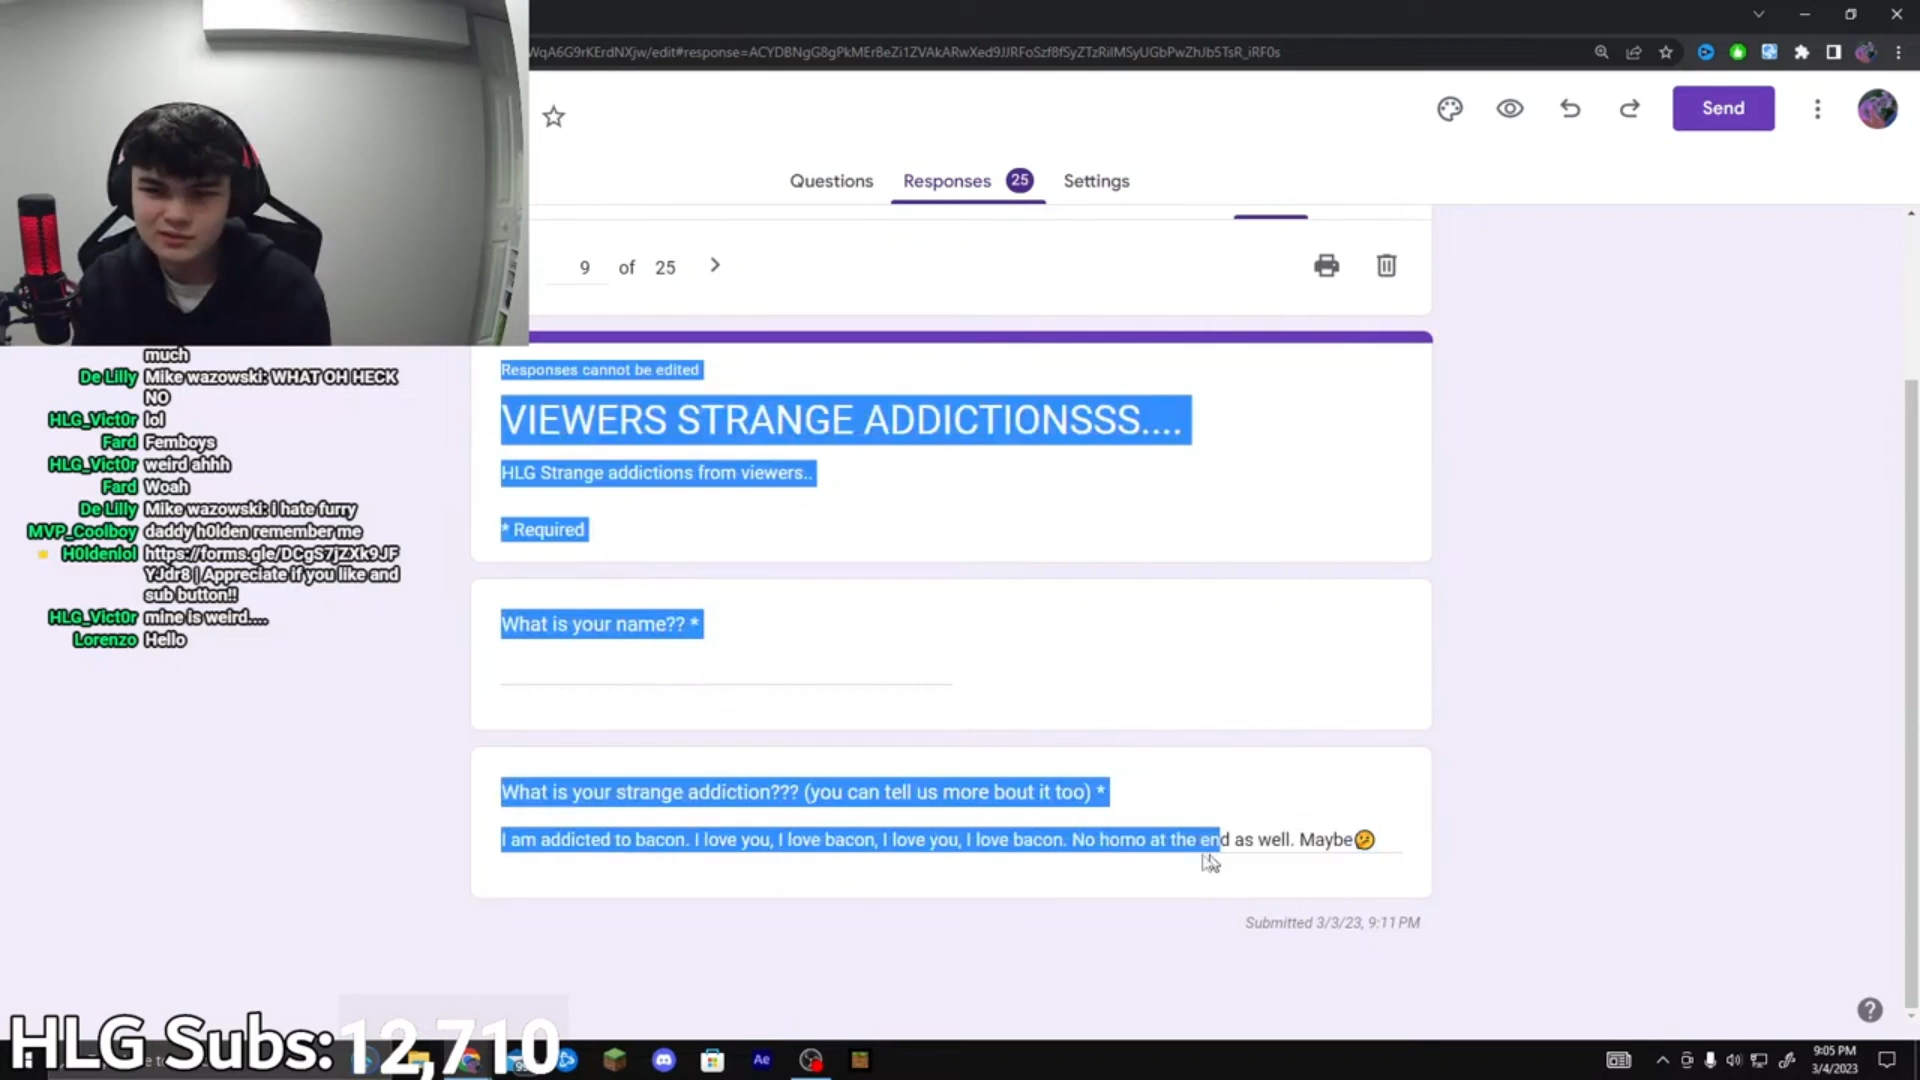 WqA6G9rKErdNXjw/edit#response=ACYDBNgG8gPkMErBeZi1ZVAkARwXed9JJRFoSzf8fSyZTzRilMSyUGbPwZhJb5TsR_iRF0s
Send
Questions
Responses 25
Settings
9 of 25
Responses cannot be edited
VIEWERS STRANGE ADDICTIONSSS....
HLG Strange addictions from viewers..
* Required
What is your name?? *
What is your strange addiction??? (you can tell us more bout it too) *
I am addicted to bacon. I love you, I love bacon, I love you, I love bacon. No homo at the end as well. Maybe🫤
Submitted 3/3/23, 9:11 PM
much
De Lilly Mike wazowski: WHAT OH HECK
NO
HLG_Vict0r lol
Fard Femboys
HLG_Vict0r weird ahhh
Fard Woah
De Lilly Mike wazowski: i hate furry
MVP_Coolboy daddy h0lden remember me
H0ldenlol https://forms.gle/DCgS7jZXk9JF
YJdr8 | Appreciate if you like and
sub button!!
HLG_Vict0r mine is weird....
Lorenzo Hello
HLG Subs: 12,710
Ae
9:05 PM
3/4/2023